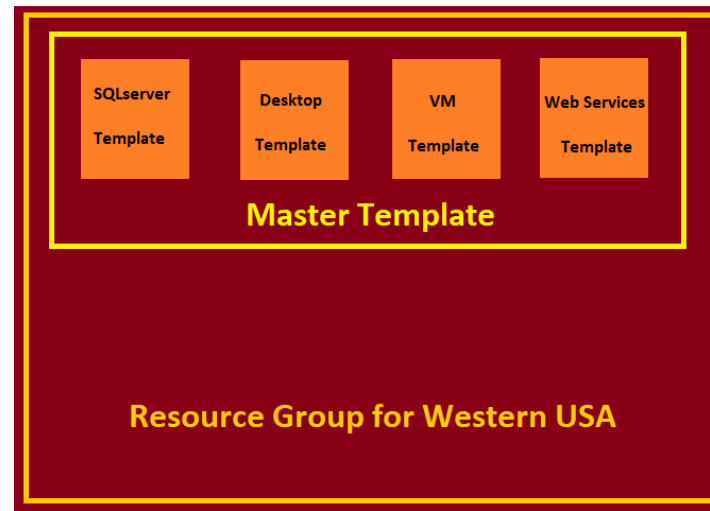 SQLserver
Template
Desktop
Template
VM
Template
Web Services
Template
Master Template
Resource Group for Western USA